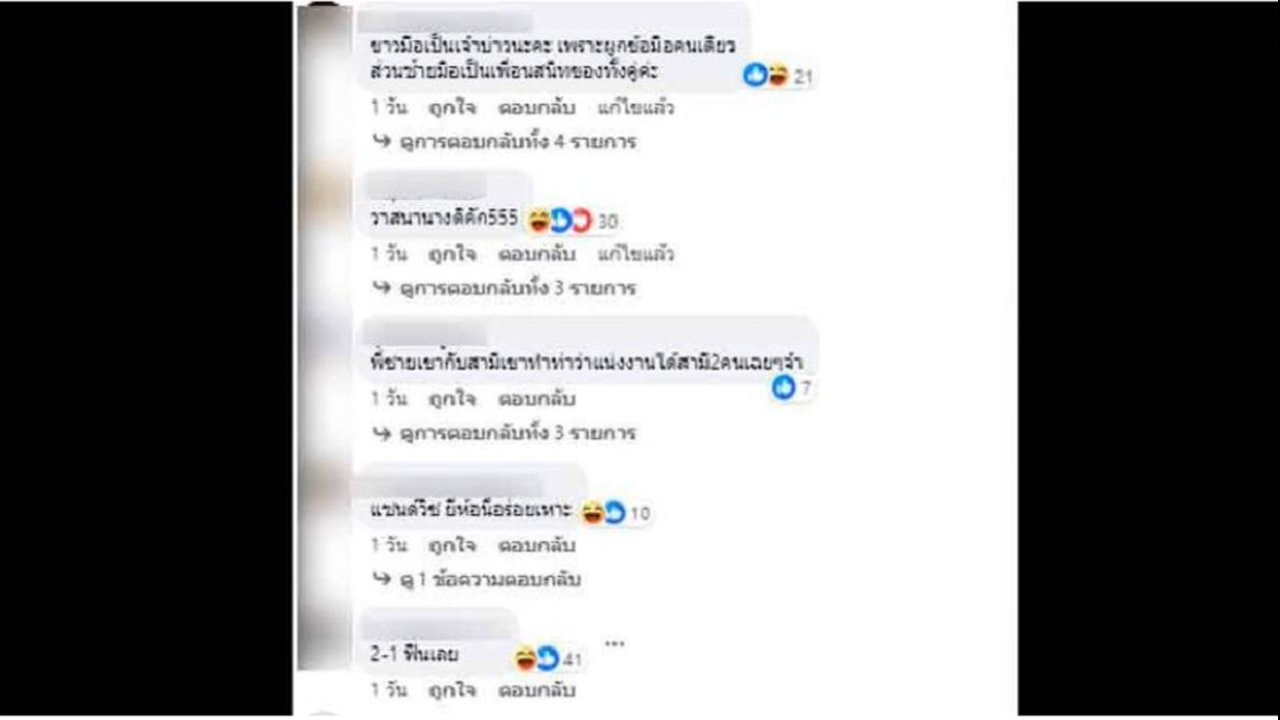 ขาวมือเป็นเจ้าบ่าวนะคะ เพราะผูกข้อมือคนเดียว
ส่วนซ้ายมือเป็นเพื่อนสนิทของทั้งคู่ค่ะ
21
1 วัน ถูกใจ ตอบกลับ แก้ไขแล้ว
ดูการตอบกลับทั้ง 4 รายการ
วาสนานางดีคัก555
30
1 วัน ถูกใจ ตอบกลับ แก้ไขแล้ว
ดูการตอบกลับทั้ง 3 รายการ
พี่ชายเขากับสามีเขาทำท่าว่าแน่งงานได้สามี2คนเฉยๆจ้า
7
1 วัน ถูกใจ ตอบกลับ
ดูการตอบกลับทั้ง 3 รายการ
แซนด์วิช ยี่ห้อนี้อร่อยเหาะ
10
1 วัน ถูกใจ ตอบกลับ
ดู 1 ข้อความตอบกลับ
2-1 ฟินเลย
41
1 วัน ถูกใจ ตอบกลับ